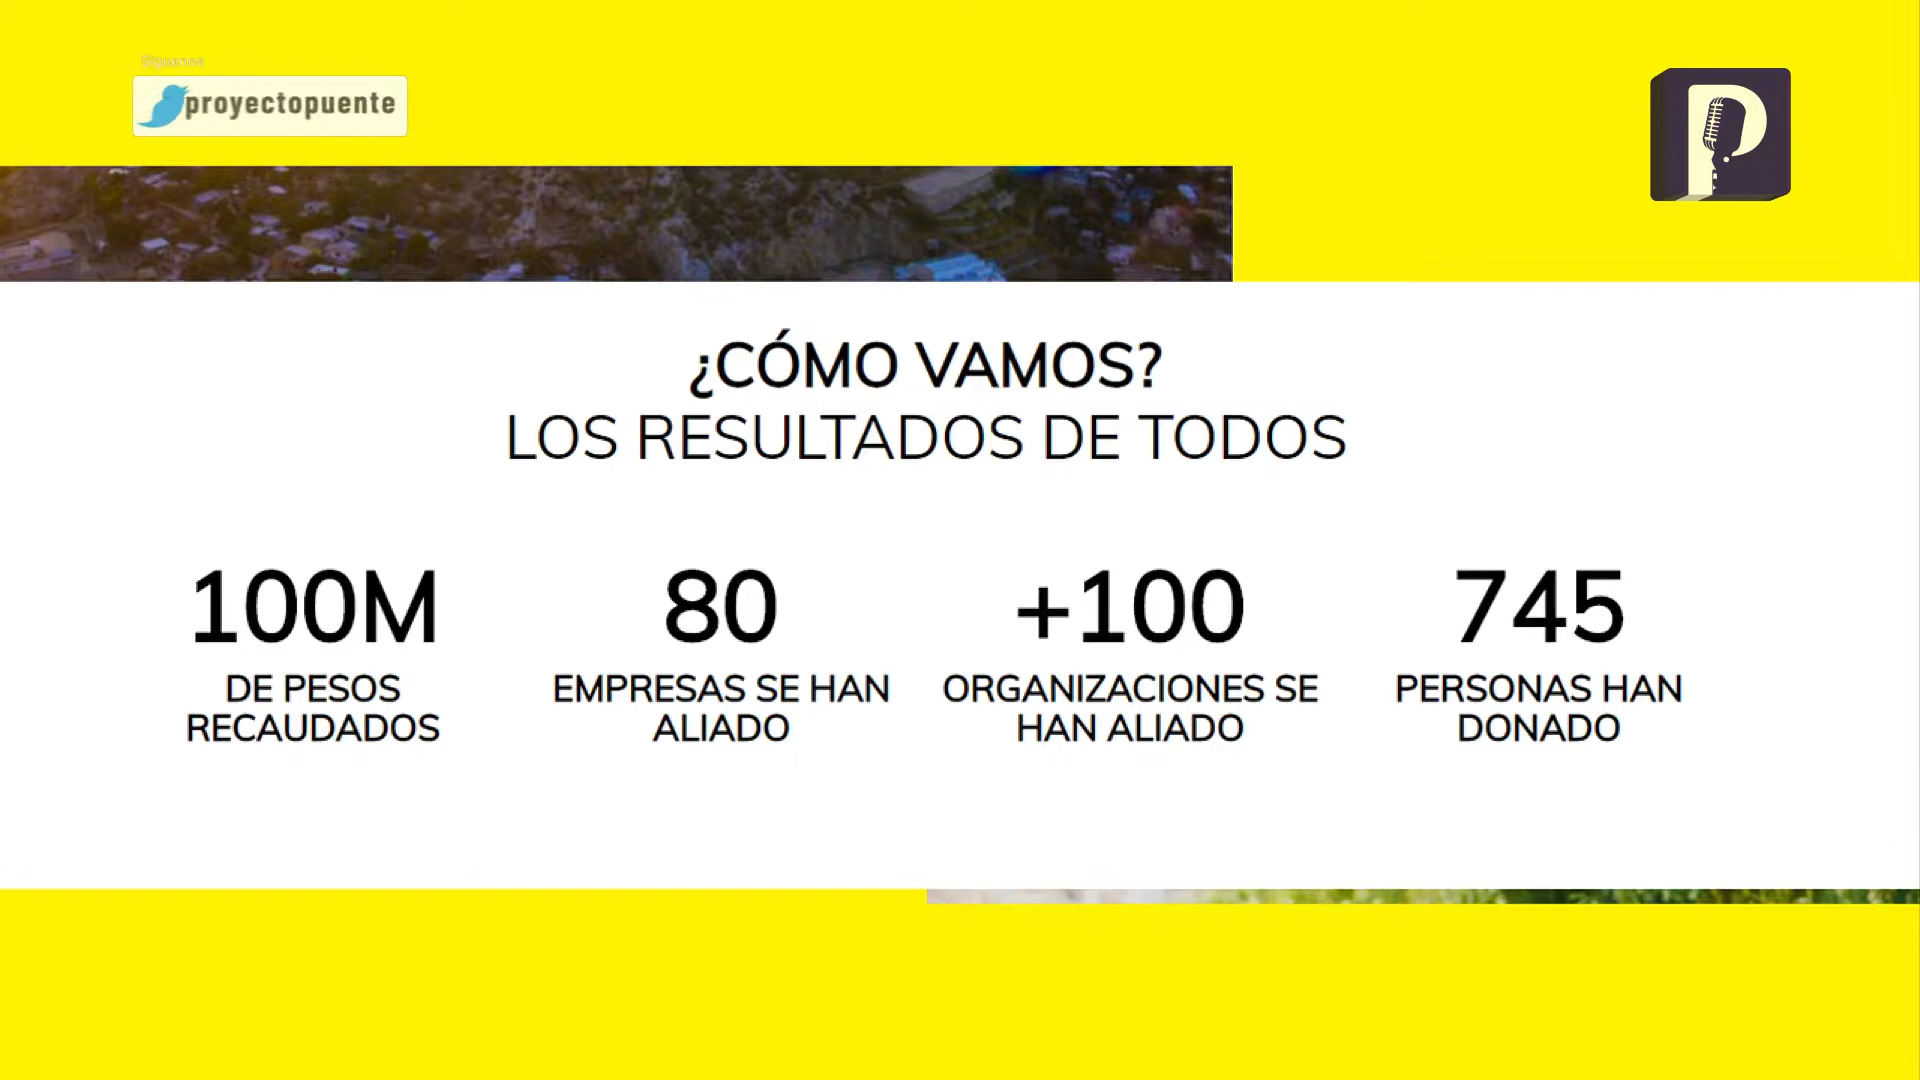 Síguenos
proyectopuente
P
¿CÓMO VAMOS?
LOS RESULTADOS DE TODOS
100M
DE PESOS
RECAUDADOS
80
EMPRESAS SE HAN
ALIADO
+100
ORGANIZACIONES SE
HAN ALIADO
745
PERSONAS HAN
DONADO